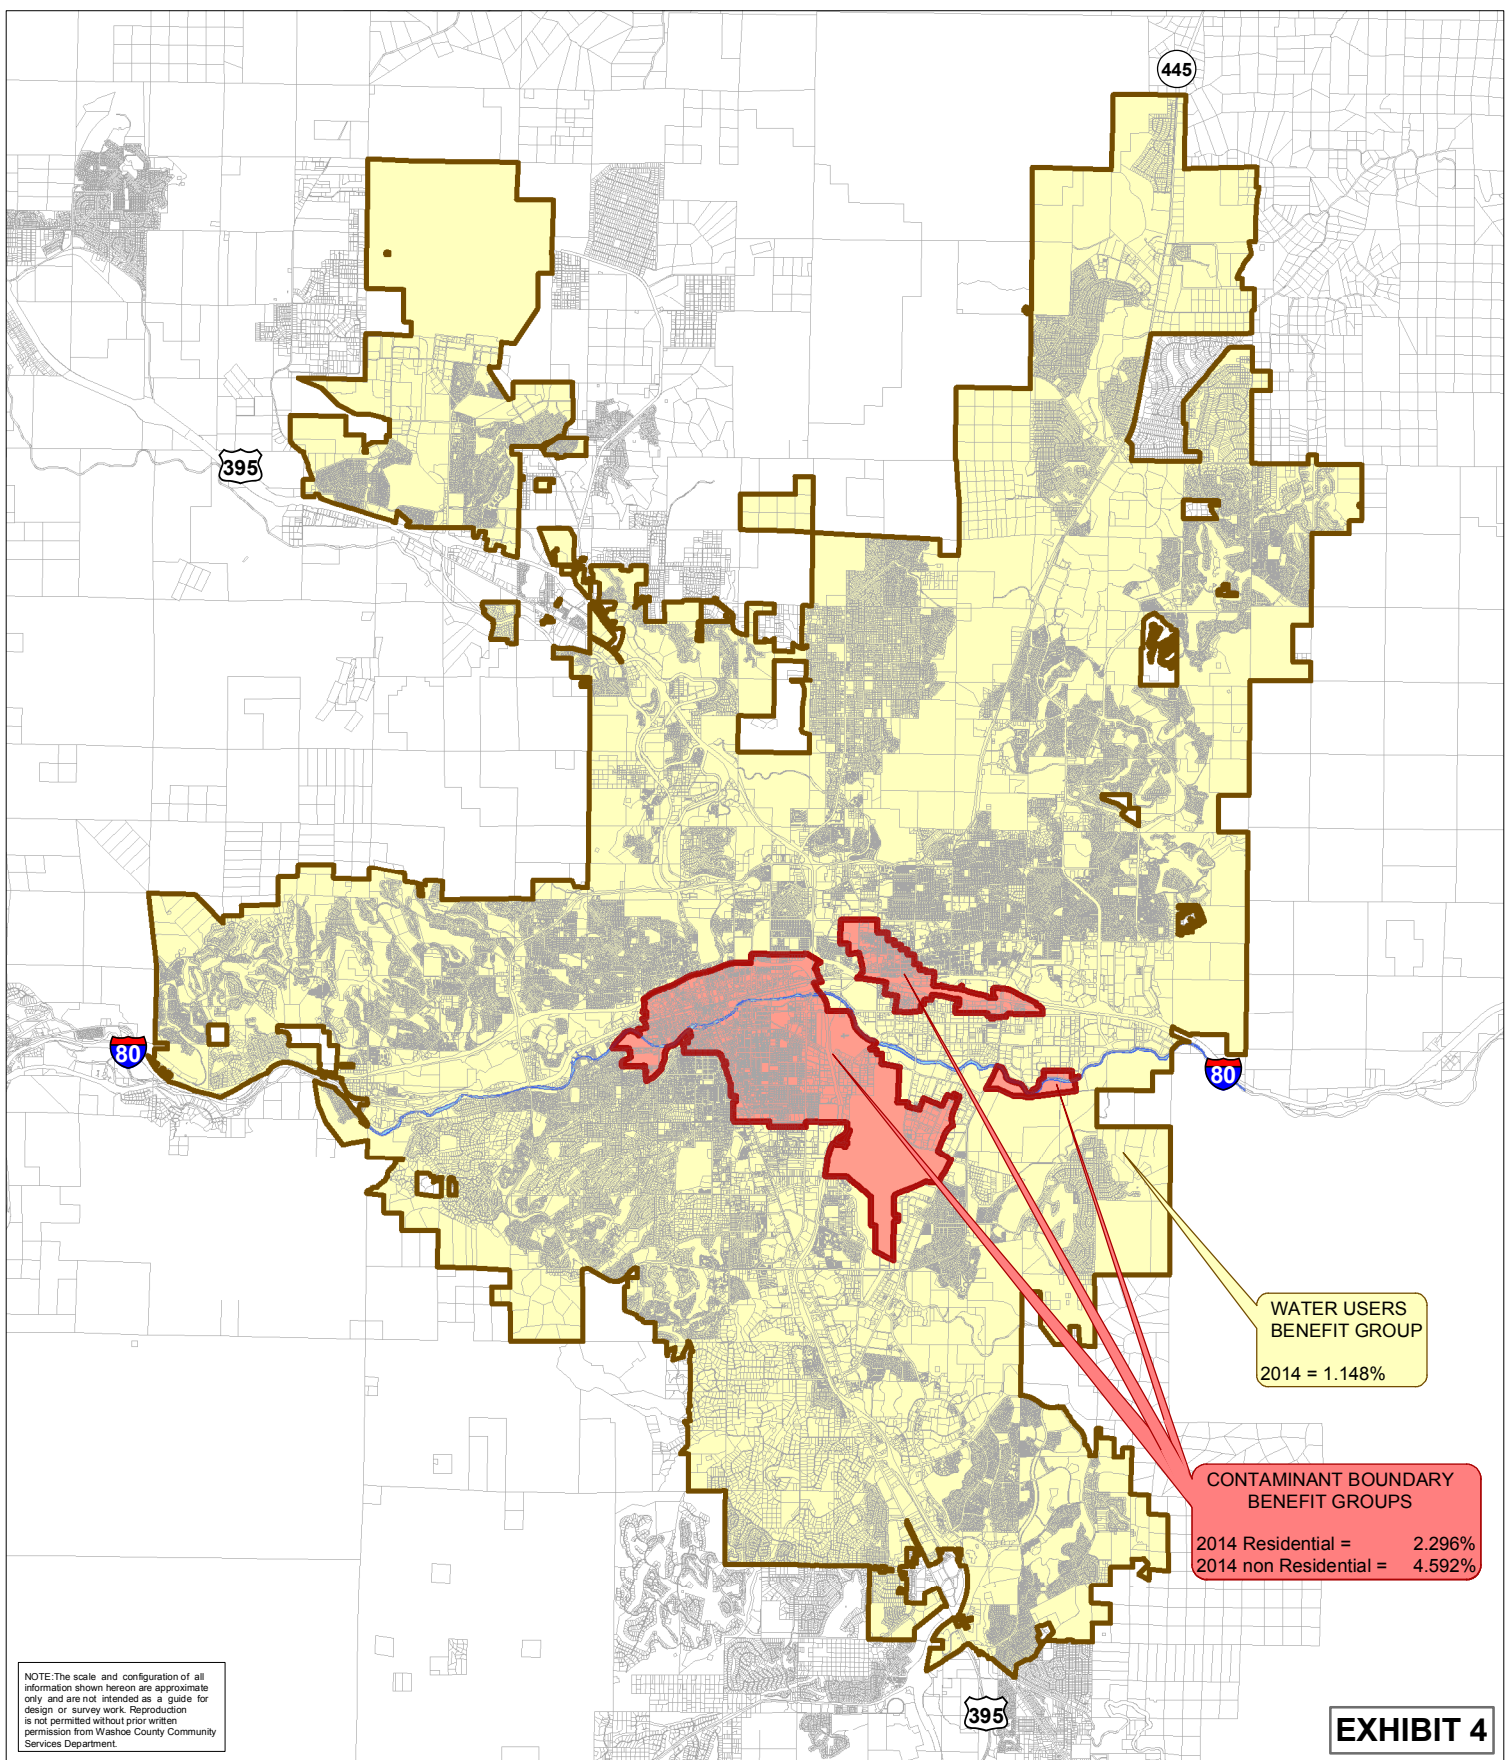 445
395
80
80
WATER USERS
BENEFIT GROUP
2014 = 1.148%
CONTAMINANT BOUNDARY
BENEFIT GROUPS
2014 Residential = 2.296%
2014 non Residential = 4.592%
NOTE:The scale and configuration of all
information shown hereon are approximate
only and are not intended as a guide for
design or survey work. Reproduction
is not permitted without prior written
permission from Washoe County Community
Services Department.
395
EXHIBIT 4